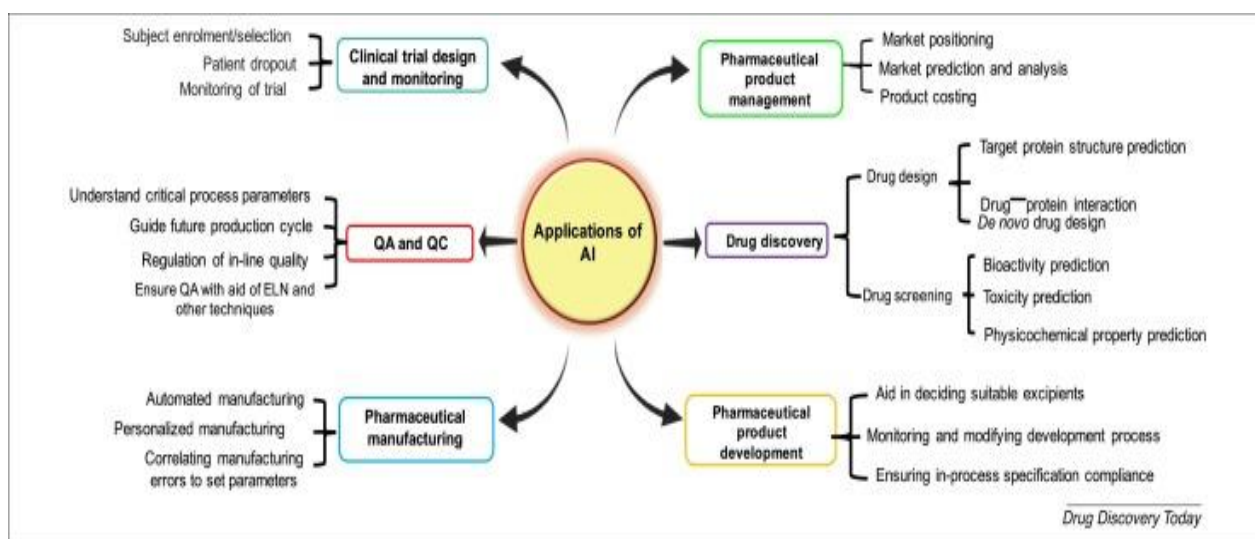 Subject enrolment/selection
Patient dropout
Monitoring of trial
Clinical trial design
and monitoring
Pharmaceutical
product
management
Market positioning
Market prediction and analysis
Product costing
Understand critical process parameters
Guide future production cycle
Regulation of in-line quality
Ensure QA with aid of ELN and
other techniques
QA and QC
Applications of
AI
Drug discovery
Drug design
Target protein structure prediction
Drug—protein interaction
De novo drug design
Drug screening
Bioactivity prediction
Toxicity prediction
Physicochemical property prediction
Automated manufacturing
Personalized manufacturing
Correlating manufacturing
errors to set parameters
Pharmaceutical
manufacturing
Pharmaceutical
product
development
Aid in deciding suitable excipients
Monitoring and modifying development process
Ensuring in-process specification compliance
Drug Discovery Today